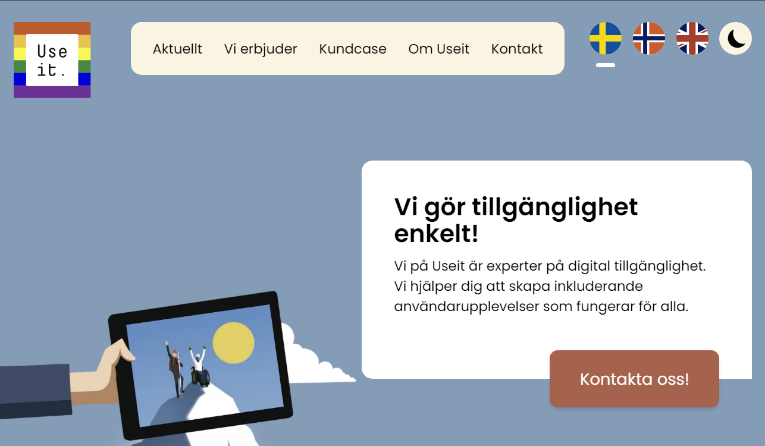 Use
it.
Aktuellt Vi erbjuder Kundcase Om Useit Kontakt
Vi gör tillgänglighet
enkelt!
Vi på Useit är experter på digital tillgänglighet.
Vi hjälper dig att skapa inkluderande
användarupplevelser som fungerar för alla.
Kontakta oss!